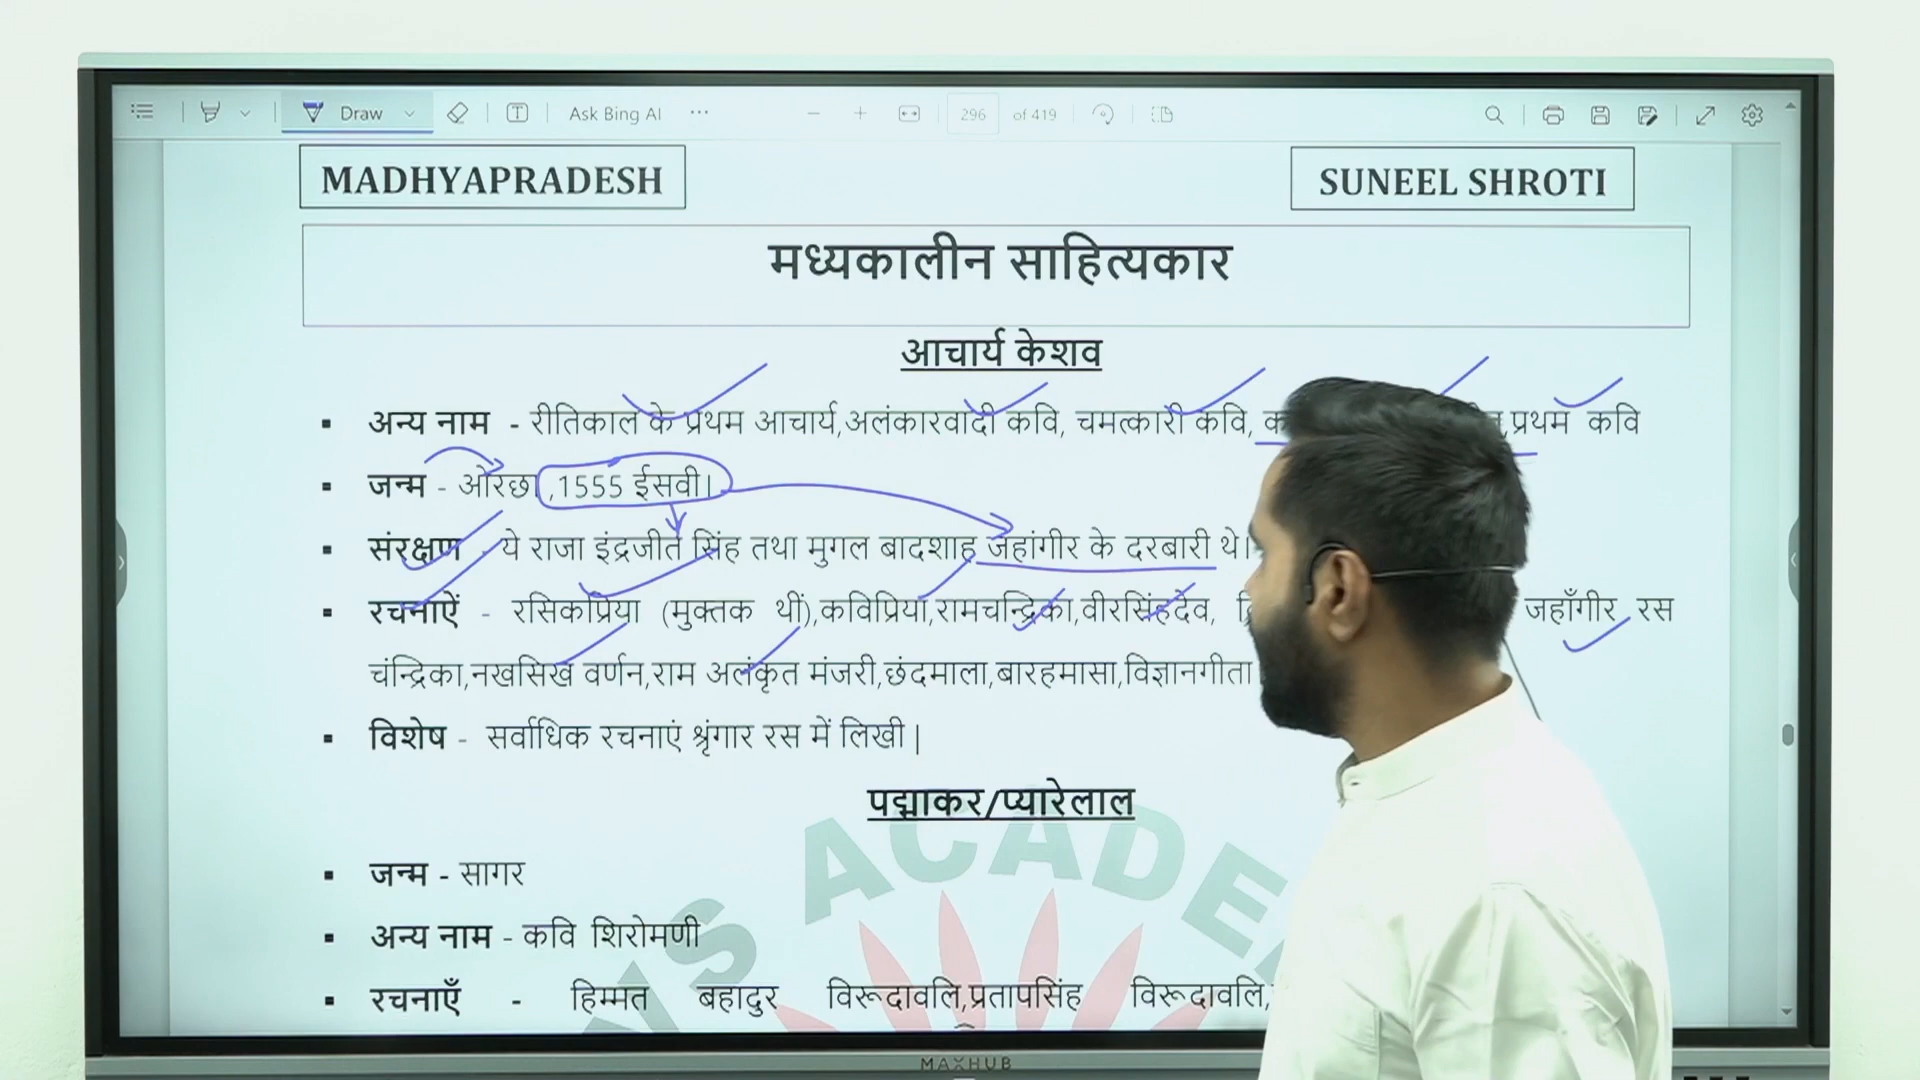 Draw Ask Bing AI 296 of 419
MADHYAPRADESH SUNEEL SHROTI
मध्यकालीन साहित्यकार
आचार्य केशव
▪ अन्य नाम - रीतिकाल के प्रथम आचार्य,अलंकारवादी कवि, चमत्कारी कवि, ,प्रथम कवि
▪ जन्म - ओरछा ,1555 ईसवी।
▪ संरक्षण - ये राजा इंद्रजीत सिंह तथा मुगल बादशाह जहांगीर के दरबारी थे।
▪ रचनाऐं - रसिकप्रिया (मुक्तक थीं),कविप्रिया,रामचन्द्रिका,वीरसिंहदेव, जहाँगीर रस
चंन्द्रिका,नखसिख वर्णन,राम अलंकृत मंजरी,छंदमाला,बारहमासा,विज्ञानगीता
▪ विशेष - सर्वाधिक रचनाएं श्रृंगार रस में लिखी |
पद्माकर/प्यारेलाल
▪ जन्म - सागर
▪ अन्य नाम - कवि शिरोमणी
▪ रचनाएँ - हिम्मत बहादुर विरूदावलि,प्रतापसिंह विरूदावलि,
MAXHUB